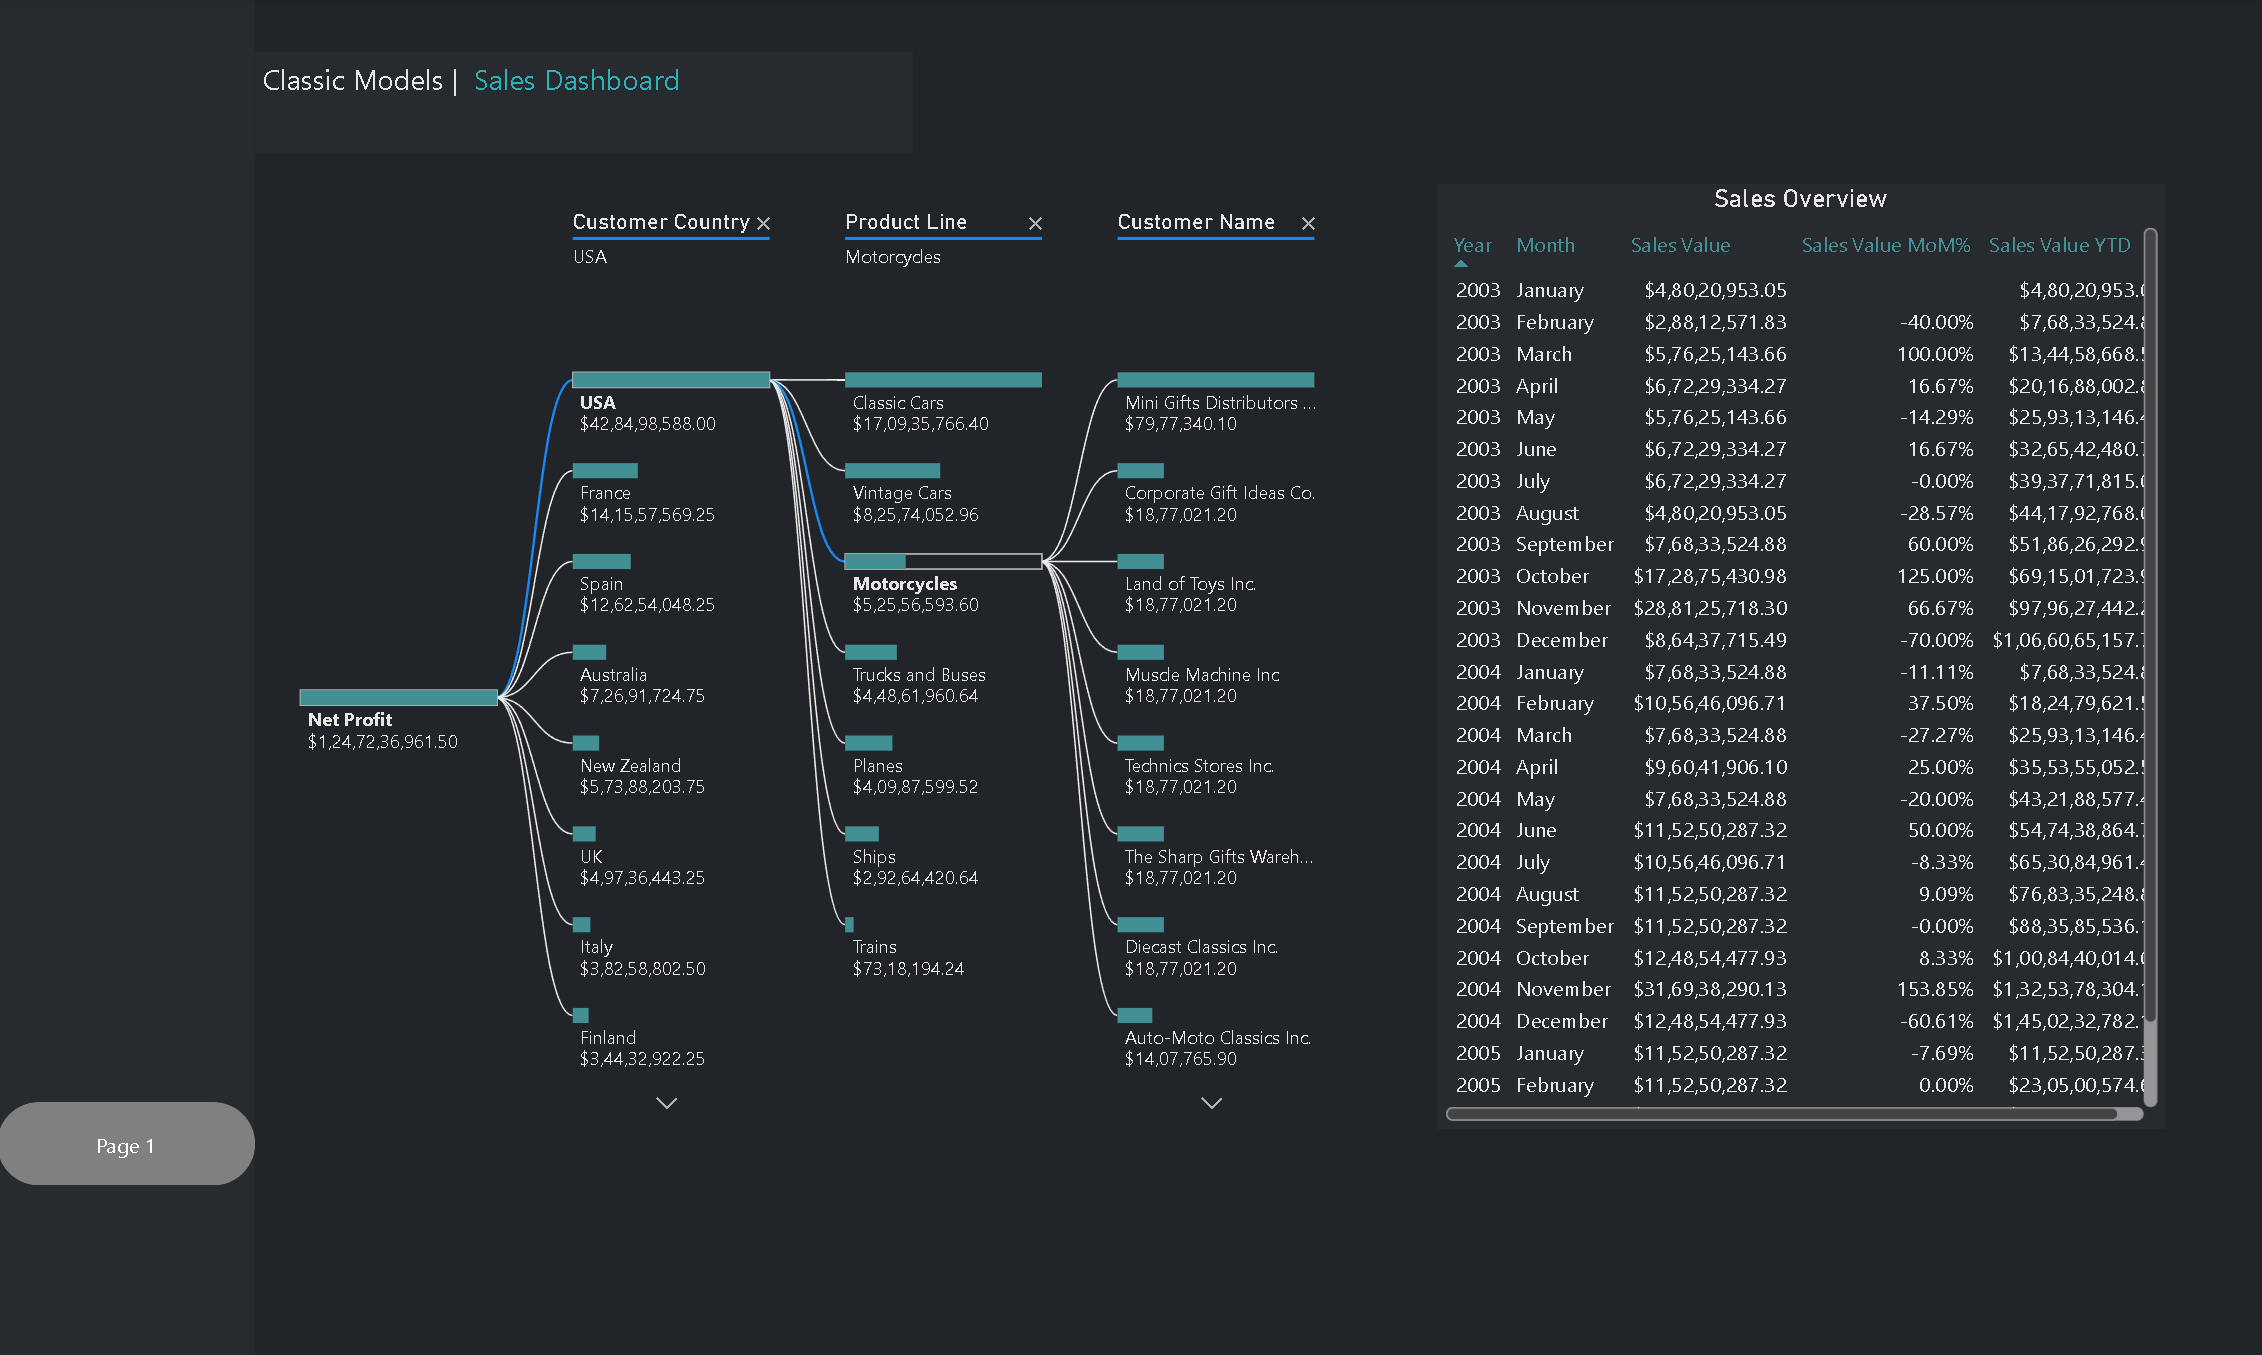 Classic Models | Sales Dashboard
Customer Country
USA
Product Line
Motorcycles
Customer Name
Net Profit
$1,24,72,36,961.50
USA
$42,84,98,588.00
France
$14,15,57,569.25
Spain
$12,62,54,048.25
Australia
$7,26,91,724.75
New Zealand
$5,73,88,203.75
UK
$4,97,36,443.25
Italy
$3,82,58,802.50
Finland
$3,44,32,922.25
Classic Cars
$17,09,35,766.40
Vintage Cars
$8,25,74,052.96
Motorcycles
$5,25,56,593.60
Trucks and Buses
$4,48,61,960.64
Planes
$4,09,87,599.52
Ships
$2,92,64,420.64
Trains
$73,18,194.24
Mini Gifts Distributors ...
$79,77,340.10
Corporate Gift Ideas Co.
$18,77,021.20
Land of Toys Inc.
$18,77,021.20
Muscle Machine Inc
$18,77,021.20
Technics Stores Inc.
$18,77,021.20
The Sharp Gifts Wareh...
$18,77,021.20
Diecast Classics Inc.
$18,77,021.20
Auto-Moto Classics Inc.
$14,07,765.90
Sales Overview
Year Month Sales Value Sales Value MoM% Sales Value YTD
2003 January $4,80,20,953.05 $4,80,20,953.
2003 February $2,88,12,571.83 -40.00% $7,68,33,524.
2003 March $5,76,25,143.66 100.00% $13,44,58,668.
2003 April $6,72,29,334.27 16.67% $20,16,88,002.
2003 May $5,76,25,143.66 -14.29% $25,93,13,146.
2003 June $6,72,29,334.27 16.67% $32,65,42,480.
2003 July $6,72,29,334.27 -0.00% $39,37,71,815.
2003 August $4,80,20,953.05 -28.57% $44,17,92,768.
2003 September $7,68,33,524.88 60.00% $51,86,26,292.
2003 October $17,28,75,430.98 125.00% $69,15,01,723.
2003 November $28,81,25,718.30 66.67% $97,96,27,442.
2003 December $8,64,37,715.49 -70.00% $1,06,60,65,157.
2004 January $7,68,33,524.88 -11.11% $7,68,33,524.
2004 February $10,56,46,096.71 37.50% $18,24,79,621.
2004 March $7,68,33,524.88 -27.27% $25,93,13,146.
2004 April $9,60,41,906.10 25.00% $35,53,55,052.
2004 May $7,68,33,524.88 -20.00% $43,21,88,577.
2004 June $11,52,50,287.32 50.00% $54,74,38,864.
2004 July $10,56,46,096.71 -8.33% $65,30,84,961.
2004 August $11,52,50,287.32 9.09% $76,83,35,248.
2004 September $11,52,50,287.32 -0.00% $88,35,85,536.
2004 October $12,48,54,477.93 8.33% $1,00,84,40,014.
2004 November $31,69,38,290.13 153.85% $1,32,53,78,304.
2004 December $12,48,54,477.93 -60.61% $1,45,02,32,782.
2005 January $11,52,50,287.32 -7.69% $11,52,50,287.
2005 February $11,52,50,287.32 0.00% $23,05,00,574.
Page 1